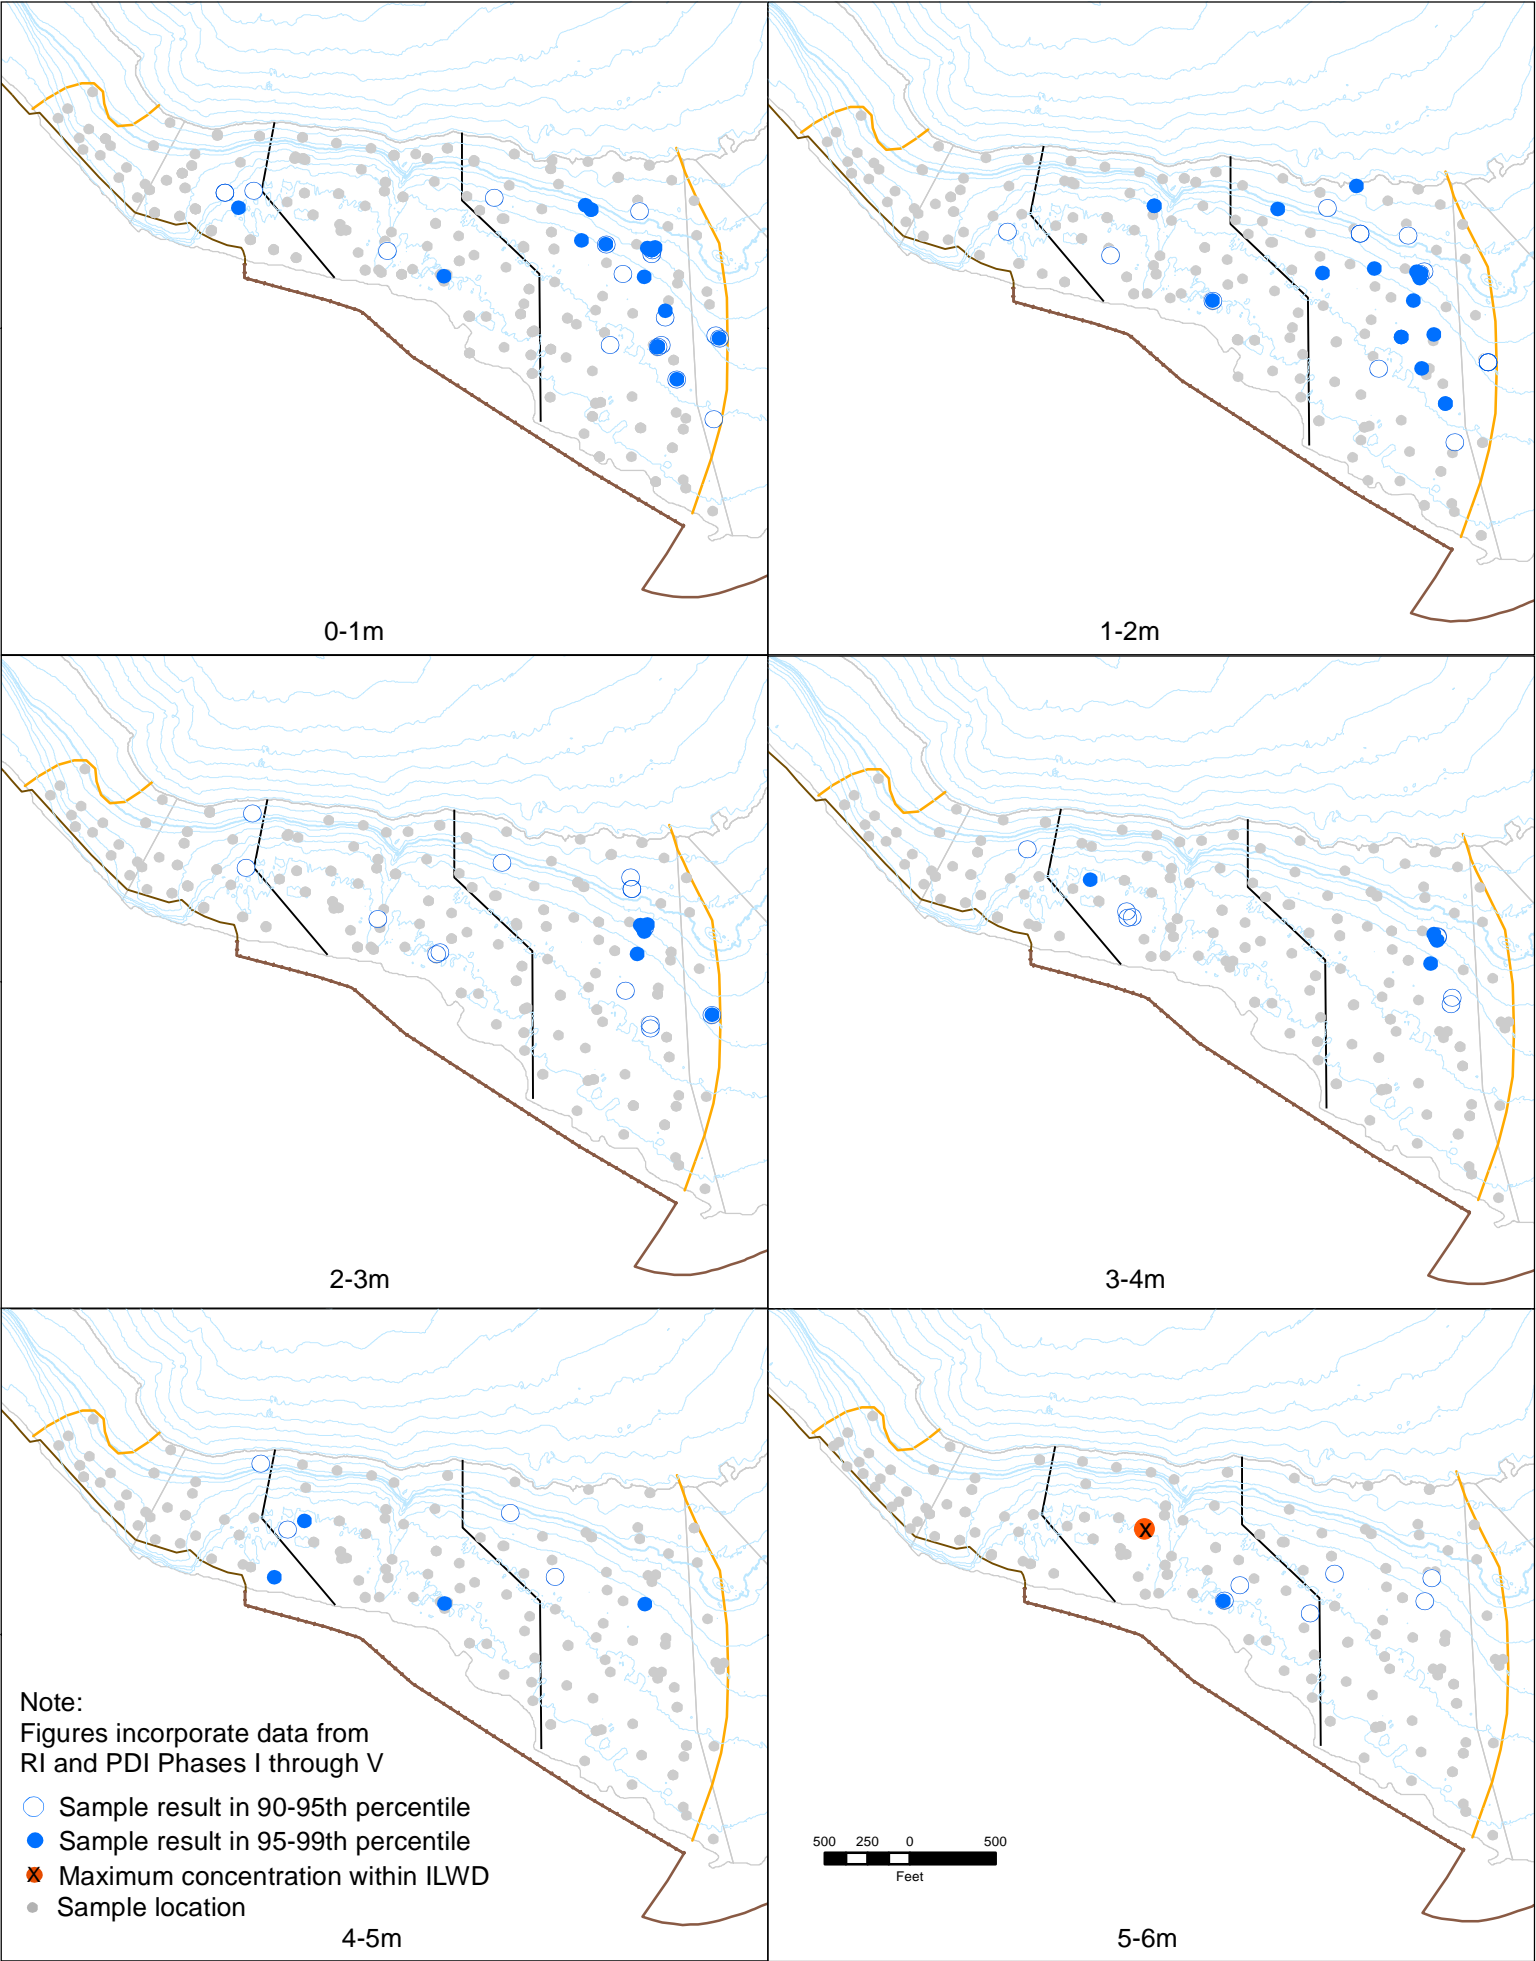 0-1m
1-2m
2-3m
3-4m
Note:
Figures incorporate data from
RI and PDI Phases I through V
Sample result in 90-95th percentile
Sample result in 95-99th percentile
X Maximum concentration within ILWD
Sample location
4-5m
X
500 250 0 500
Feet
5-6m